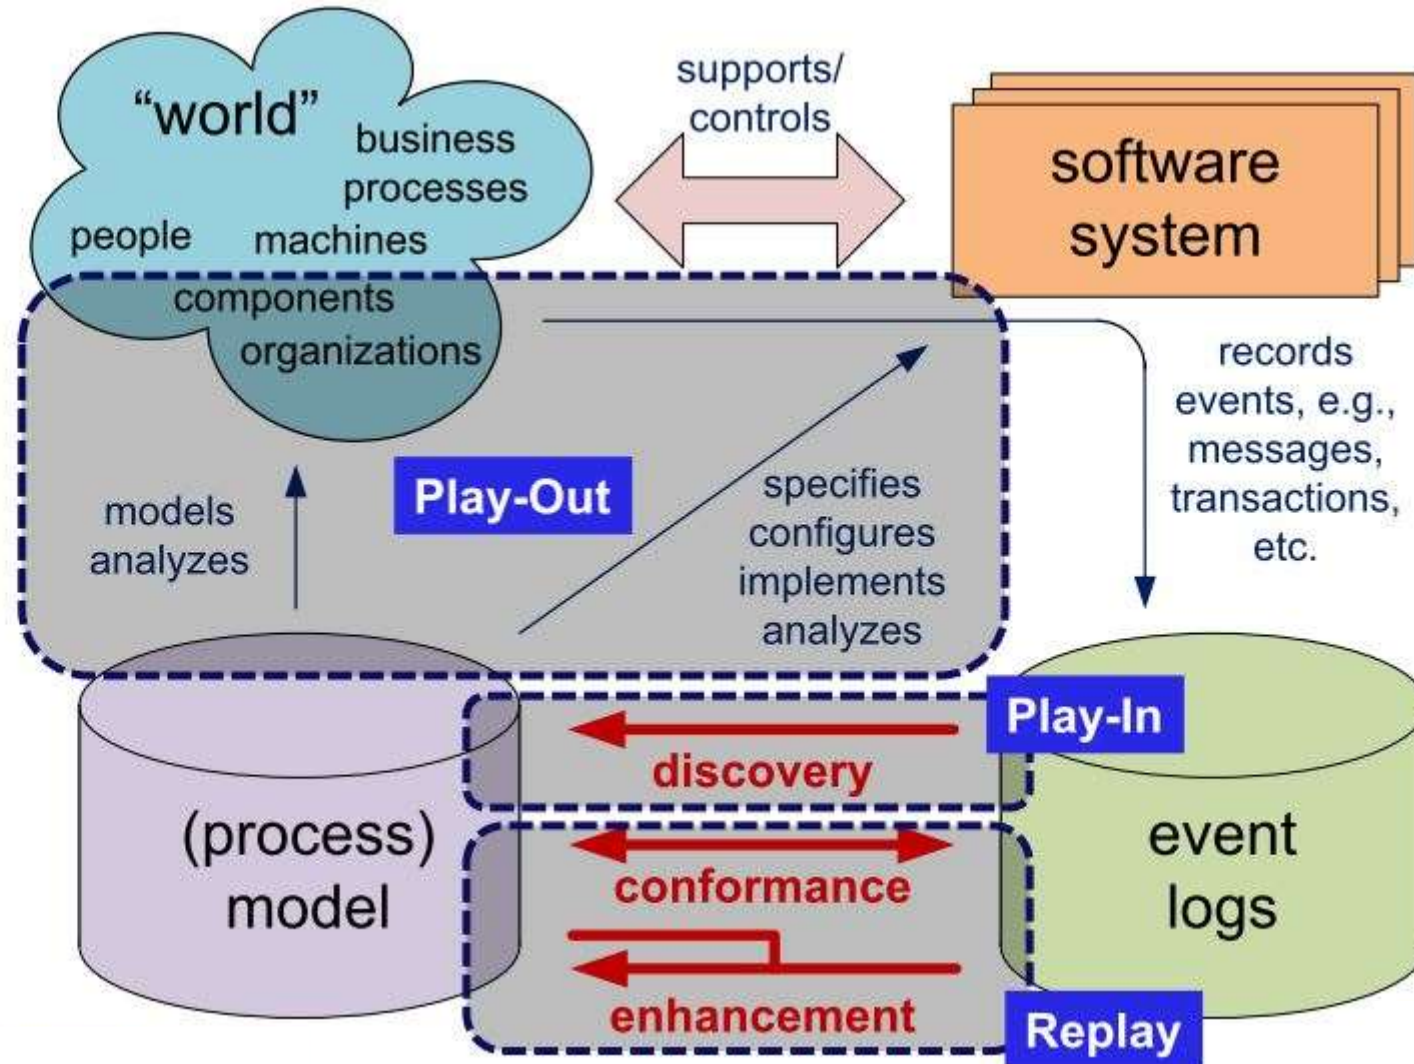 “world”
business
processes
people
machines
components
organizations
supports/
controls
software
system
records
events, e.g.,
messages,
transactions,
etc.
models
analyzes
Play-Out
specifies
configures
implements
analyzes
Play-In
discovery
(process)
model
conformance
enhancement
event
logs
Replay